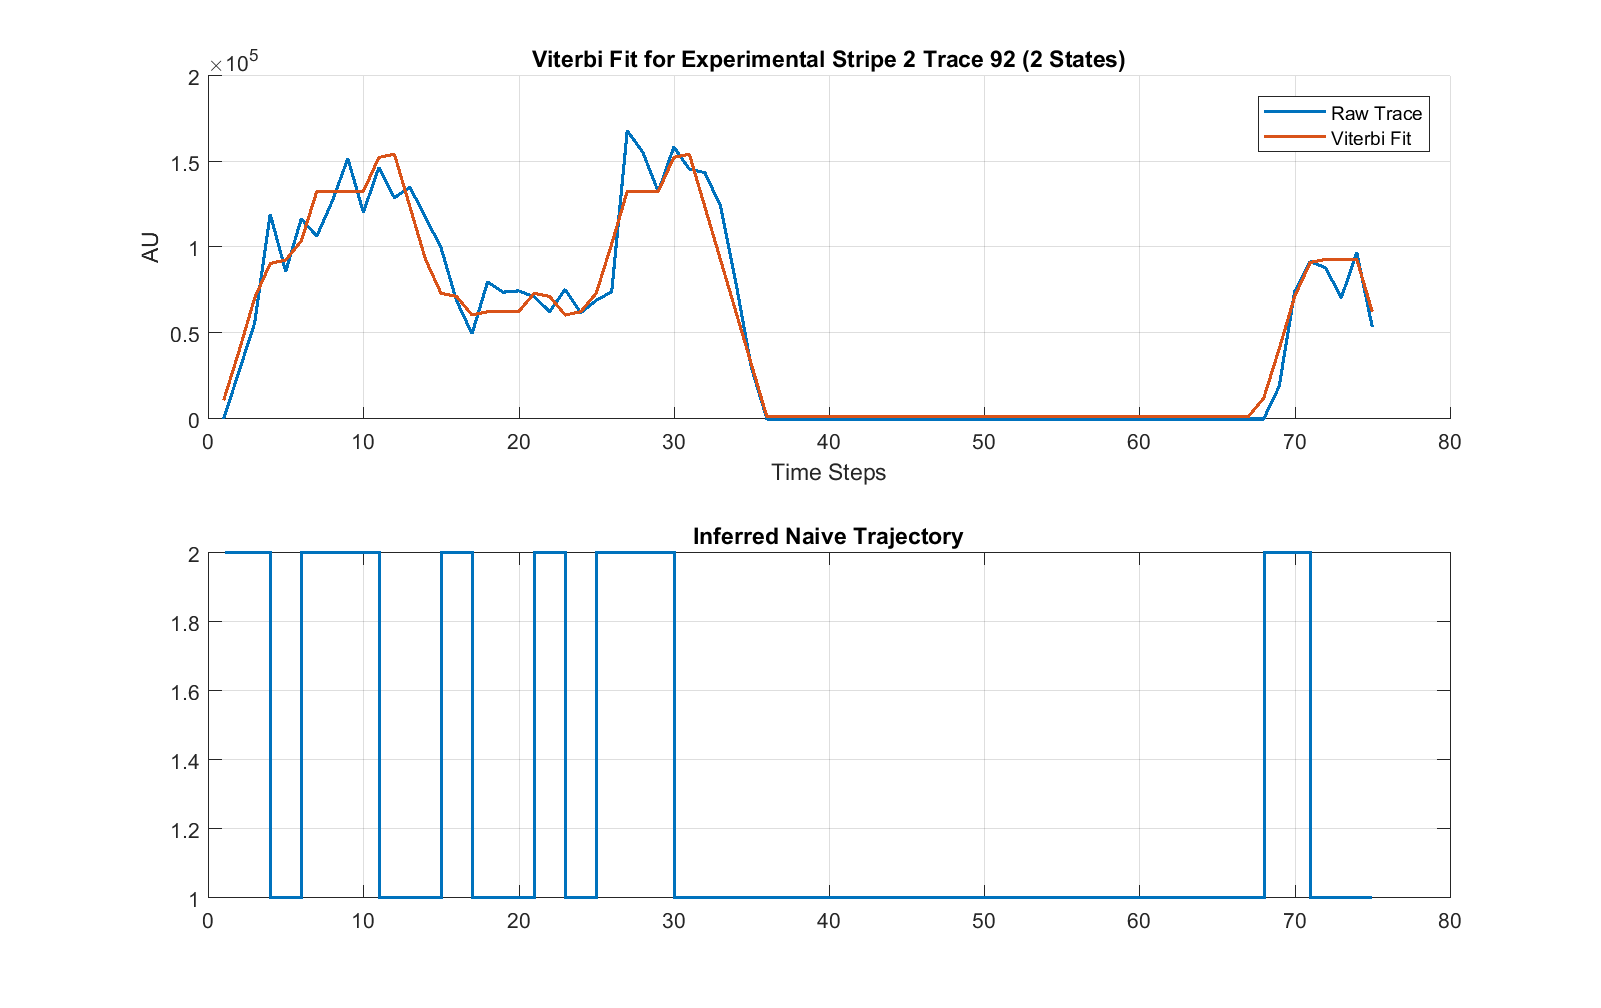 Viterbi Fit for Experimental Stripe 2 Trace 92 (2 States)
×10⁵
2
1.5
1
0.5
0
AU
Raw Trace
Viterbi Fit
0 10 20 30 40 50 60 70 80
Time Steps
Inferred Naive Trajectory
2
1.8
1.6
1.4
1.2
1
0 10 20 30 40 50 60 70 80